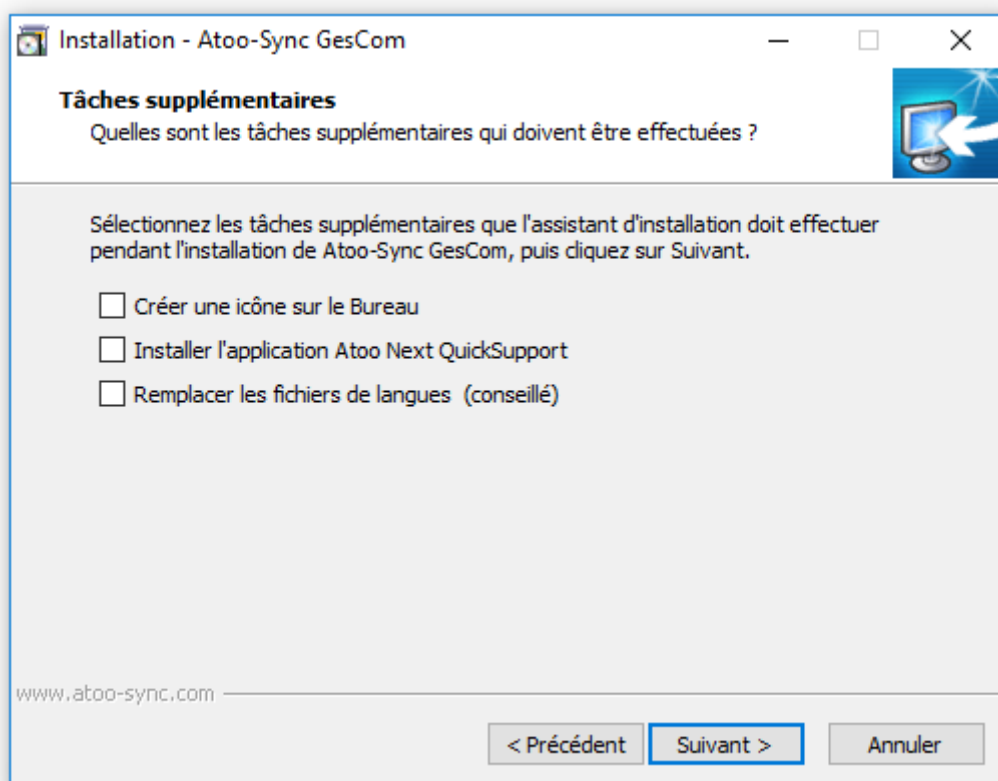 Installation - Atoo-Sync GesCom
Tâches supplémentaires
Quelles sont les tâches supplémentaires qui doivent être effectuées ?
Sélectionnez les tâches supplémentaires que l'assistant d'installation doit effectuer
pendant l'installation de Atoo-Sync GesCom, puis cliquez sur Suivant.
Créer une icône sur le Bureau
Installer l'application Atoo Next QuickSupport
Remplacer les fichiers de langues  (conseillé)
www.atoo-sync.com
< Précédent
Suivant >
Annuler